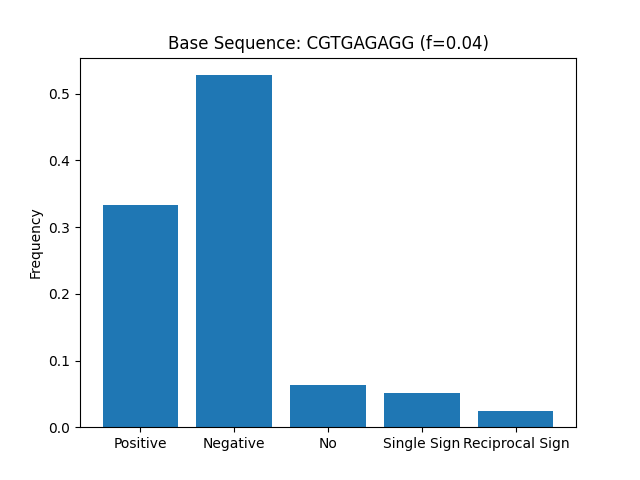 Base Sequence: CGTGAGAGG (f=0.04)
Frequency
0.5
0.4
0.3
0.2
0.1
0.0
Positive Negative No Single Sign Reciprocal Sign